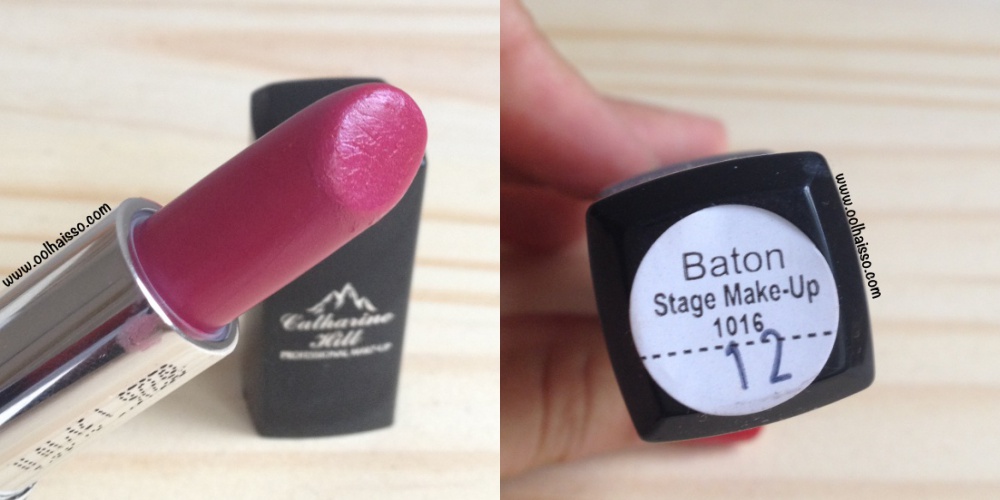 www.oolhaisso.com
Catharine
Hill
PROFESSIONAL MAKE-UP
Baton
Stage Make-Up
1016
12
www.oolhaisso.com